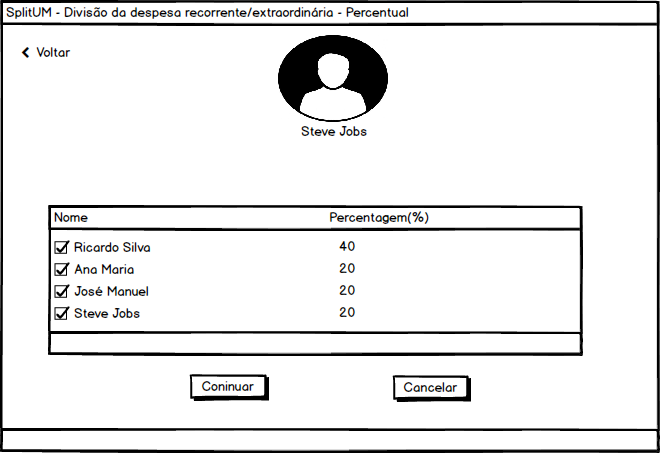 SplitUM - Divisão da despesa recorrente/extraordinária - Percentual
Voltar
Steve Jobs
Nome Percentagem(%)
Ricardo Silva 40
Ana Maria 20
José Manuel 20
Steve Jobs 20
Coninuar Cancelar